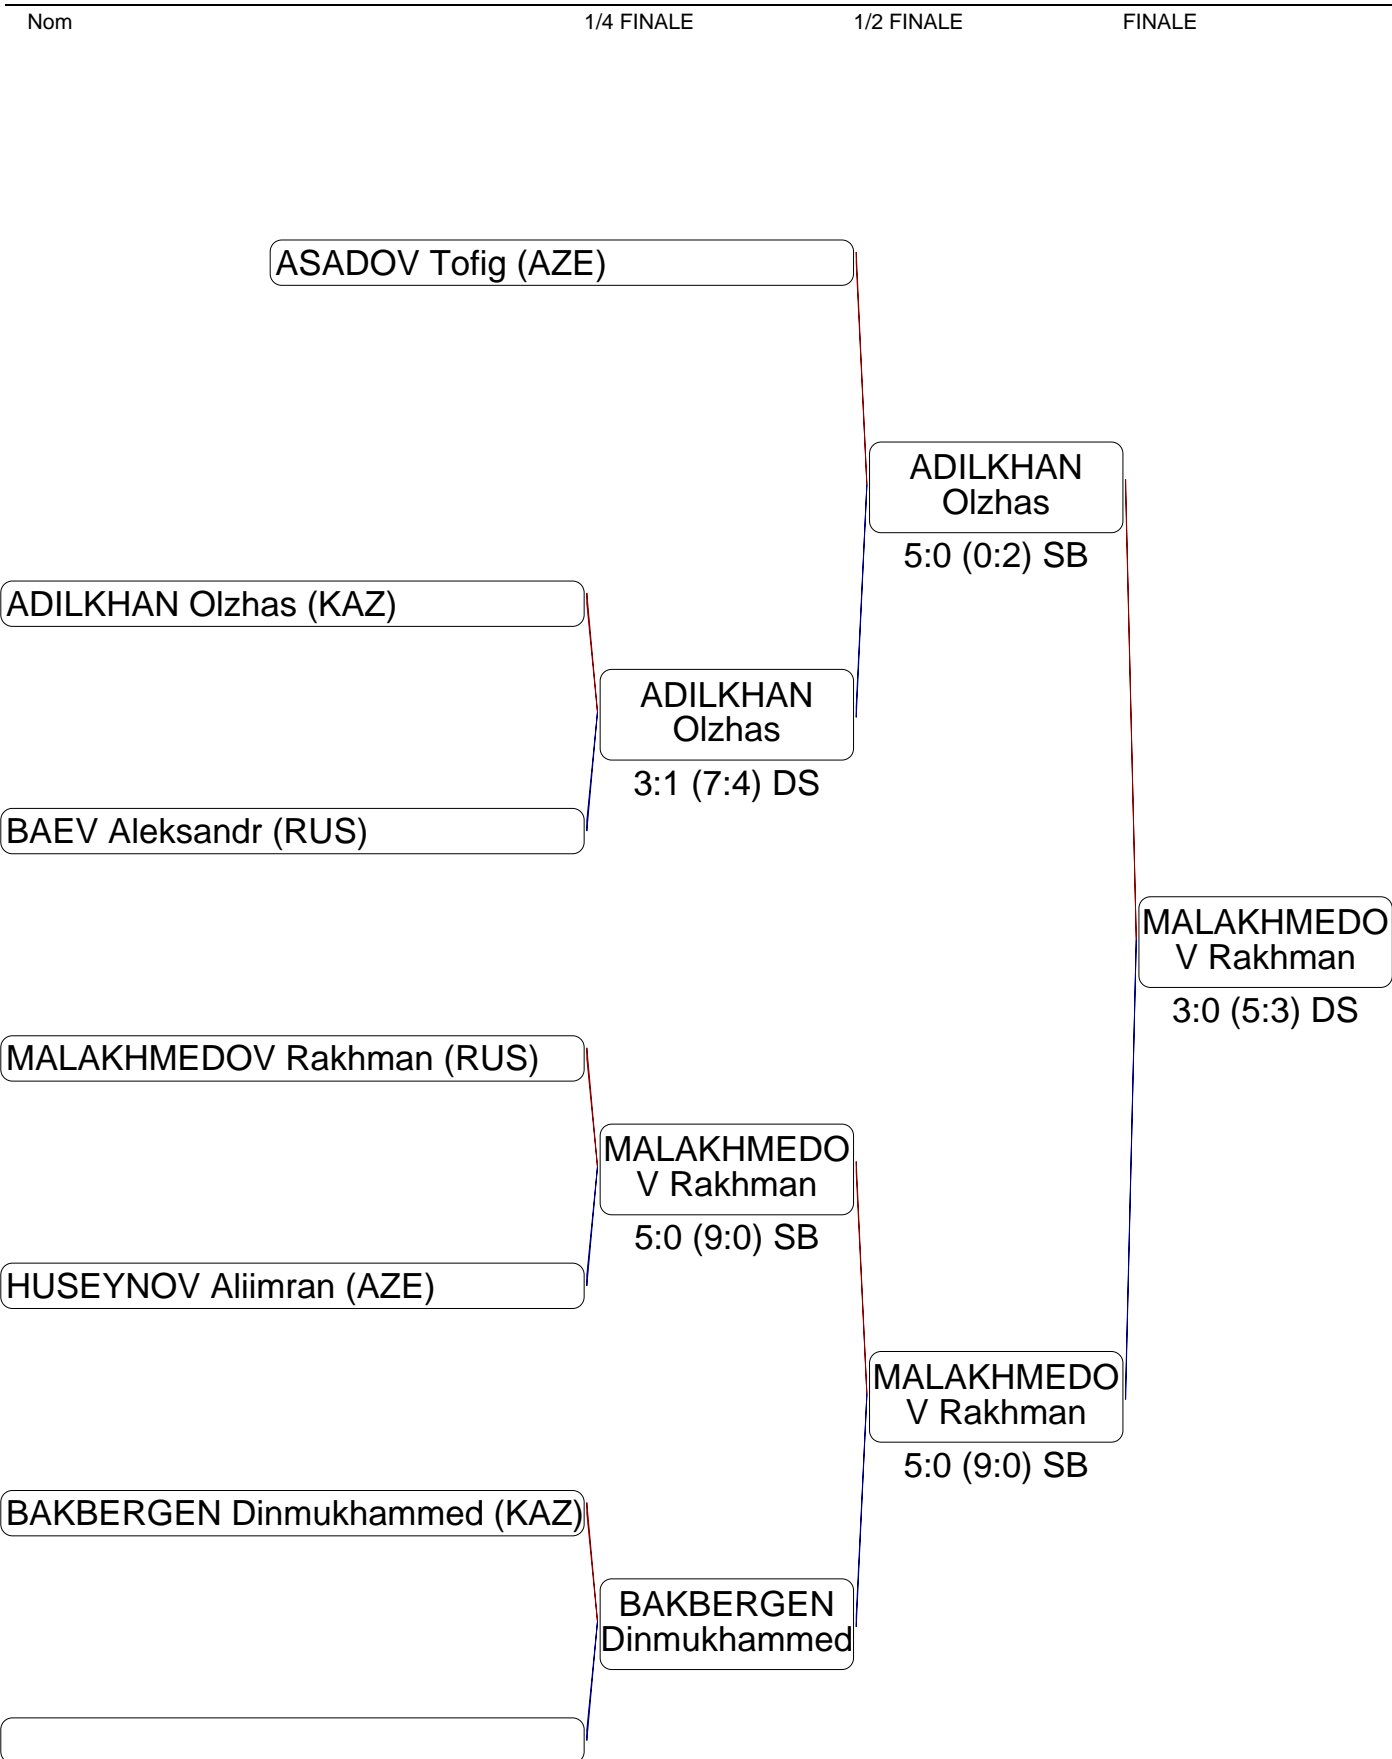 Nom 1/4 FINALE 1/2 FINALE FINALE
ASADOV Tofig (AZE)
ADILKHAN
Olzhas
5:0 (0:2) SB
ADILKHAN Olzhas (KAZ)
ADILKHAN
Olzhas
3:1 (7:4) DS
BAEV Aleksandr (RUS)
MALAKHMEDO
V Rakhman
3:0 (5:3) DS
MALAKHMEDOV Rakhman (RUS)
MALAKHMEDO
V Rakhman
5:0 (9:0) SB
HUSEYNOV Aliimran (AZE)
MALAKHMEDO
V Rakhman
5:0 (9:0) SB
BAKBERGEN Dinmukhammed (KAZ)
BAKBERGEN
Dinmukhammed